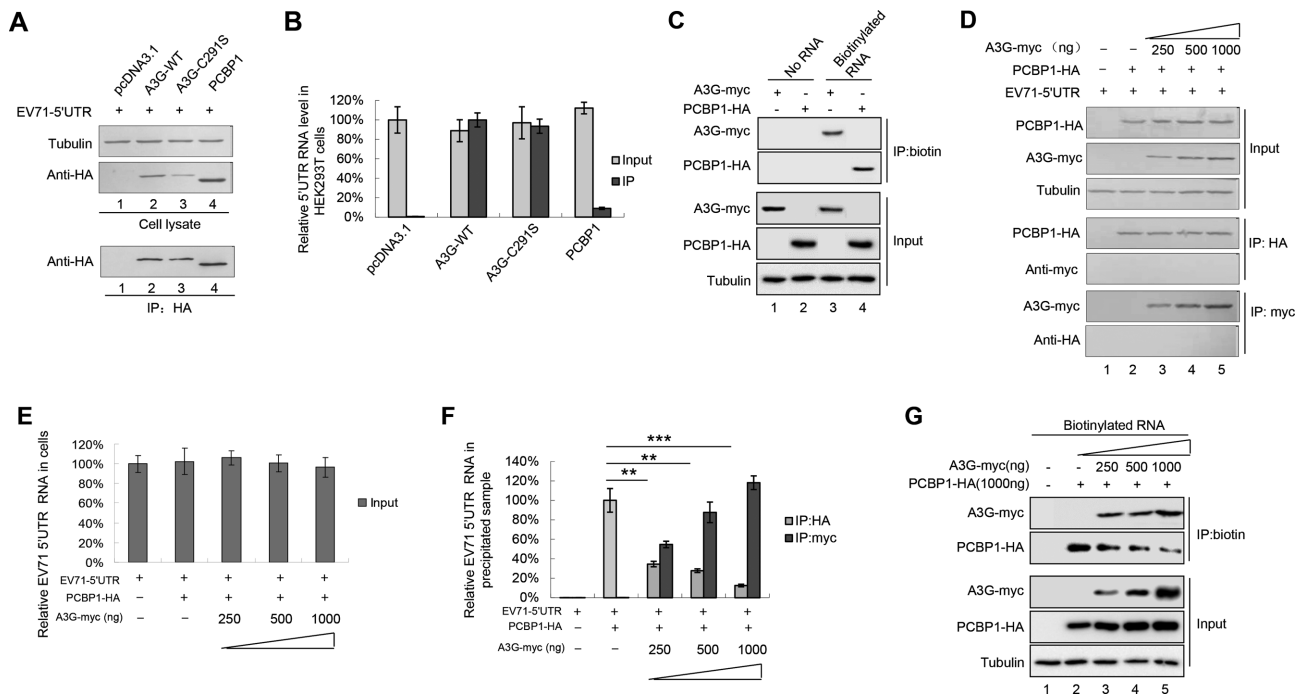 A
pcDNA3.1
A3G-WT
A3G-C291S
PCBP1
EV71-5'UTR + + + +
Tubulin
Anti-HA
1 2 3 4
Cell lysate
Anti-HA
1 2 3 4
IP: HA
B
Relative 5'UTR RNA level in
HEK293T cells
120%
100%
80%
60%
40%
20%
0%
Input
IP
pcDNA3.1
A3G-WT
A3G-C291S
PCBP1
C
No RNA
Biotinylated
RNA
A3G-myc + +
PCBP1-HA + +
A3G-myc
PCBP1-HA
IP:biotin
A3G-myc
PCBP1-HA
Tubulin
Input
1 2 3 4
D
A3G-myc (ng) – – 250 500 1000
PCBP1-HA – + + + +
EV71-5'UTR + + + + +
PCBP1-HA
A3G-myc
Tubulin
Input
PCBP1-HA
Anti-myc
IP: HA
A3G-myc
Anti-HA
IP: myc
1 2 3 4 5
E
Relative EV71 5'UTR RNA in cells
120%
100%
80%
60%
40%
20%
0%
Input
EV71-5'UTR + + + + +
PCBP1-HA – + + + +
A3G-myc (ng) – – 250 500 1000
F
Relative EV71 5'UTR RNA in
precipitated sample
140%
120%
100%
80%
60%
40%
20%
0%
***
**
**
IP:HA
IP:myc
EV71-5'UTR – + + + +
PCBP1-HA – + + + +
A3G-myc (ng) – – 250 500 1000
G
Biotinylated RNA
A3G-myc(ng) - - 250 500 1000
PCBP1-HA(1000ng) - + + + +
A3G-myc
PCBP1-HA
IP:biotin
A3G-myc
PCBP1-HA
Tubulin
Input
1 2 3 4 5